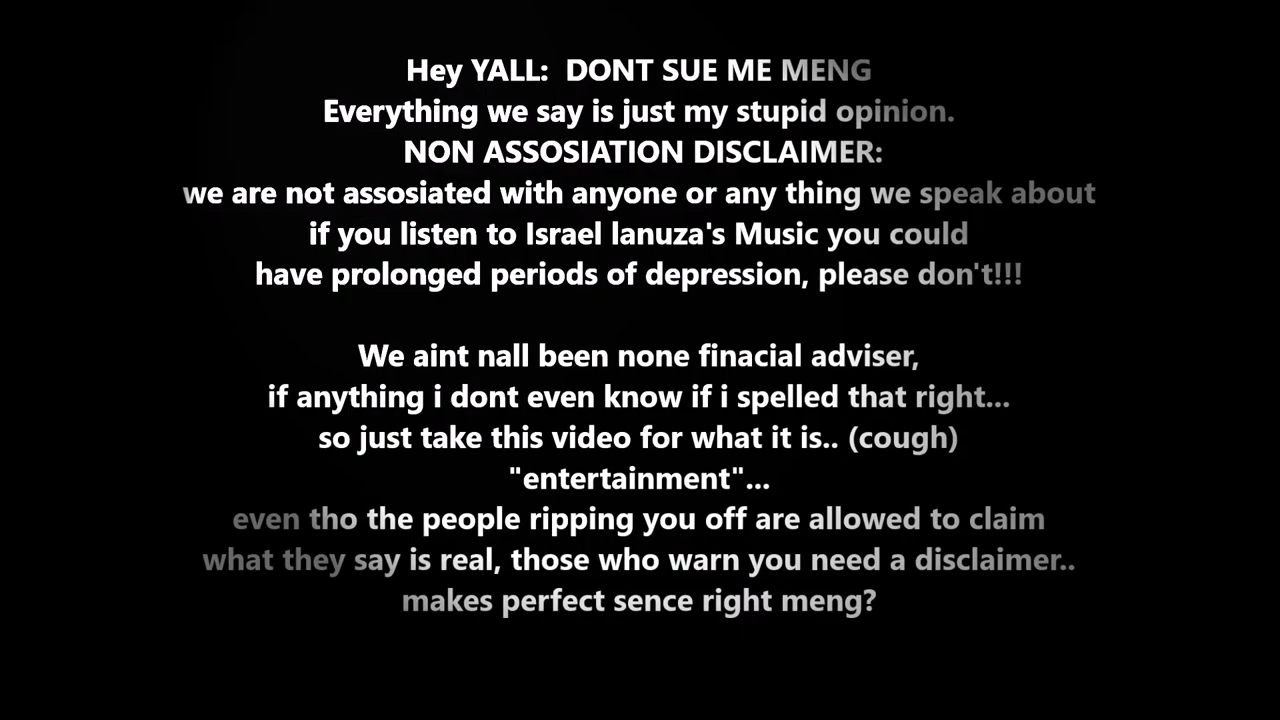 Hey YALL:  DONT SUE ME MENG
Everything we say is just my stupid opinion.
NON ASSOSIATION DISCLAIMER:
we are not assosiated with anyone or any thing we speak about
if you listen to Israel lanuza's Music you could
have prolonged periods of depression, please don't!!!
We aint nall been none finacial adviser,
if anything i dont even know if i spelled that right...
so just take this video for what it is.. (cough)
"entertainment"...
even tho the people ripping you off are allowed to claim
what they say is real, those who warn you need a disclaimer..
makes perfect sence right meng?